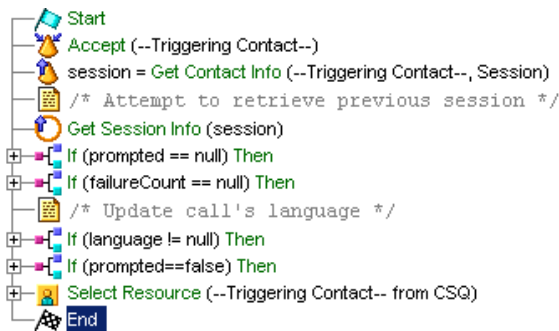 Start
Accept (--Triggering Contact--)
session = Get Contact Info (--Triggering Contact--, Session)
/* Attempt to retrieve previous session */
Get Session Info (session)
If (prompted == null) Then
If (failureCount == null) Then
/* Update call's language */
If (language != null) Then
If (prompted==false) Then
Select Resource (--Triggering Contact-- from CSQ)
End